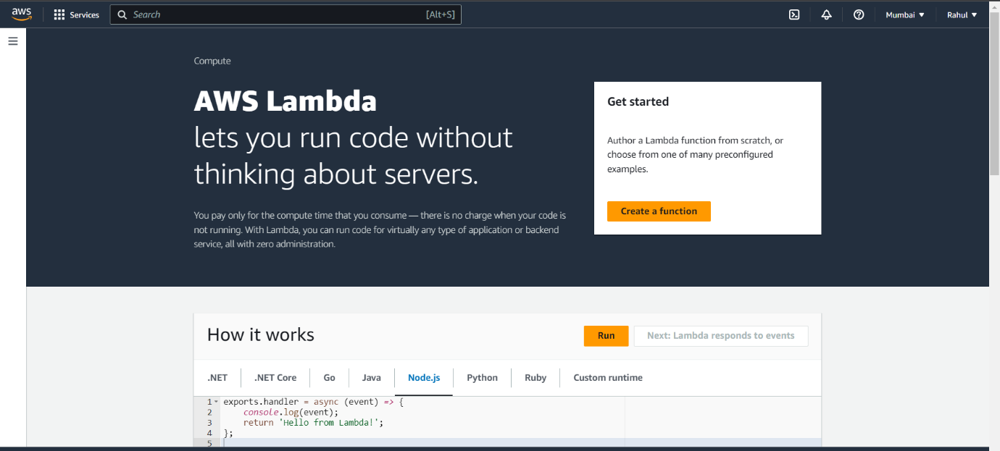 aws Services Search [Alt+S] Mumbai Rahul
Compute
AWS Lambda
lets you run code without
thinking about servers.
You pay only for the compute time that you consume — there is no charge when your code is
not running. With Lambda, you can run code for virtually any type of application or backend
service, all with zero administration.
Get started
Author a Lambda function from scratch, or
choose from one of many preconfigured
examples.
Create a function
How it works
Run
Next: Lambda responds to events
.NET .NET Core Go Java Node.js Python Ruby Custom runtime
1 exports.handler = async (event) => {
2 console.log(event);
3 return 'Hello from Lambda!';
4 };
5